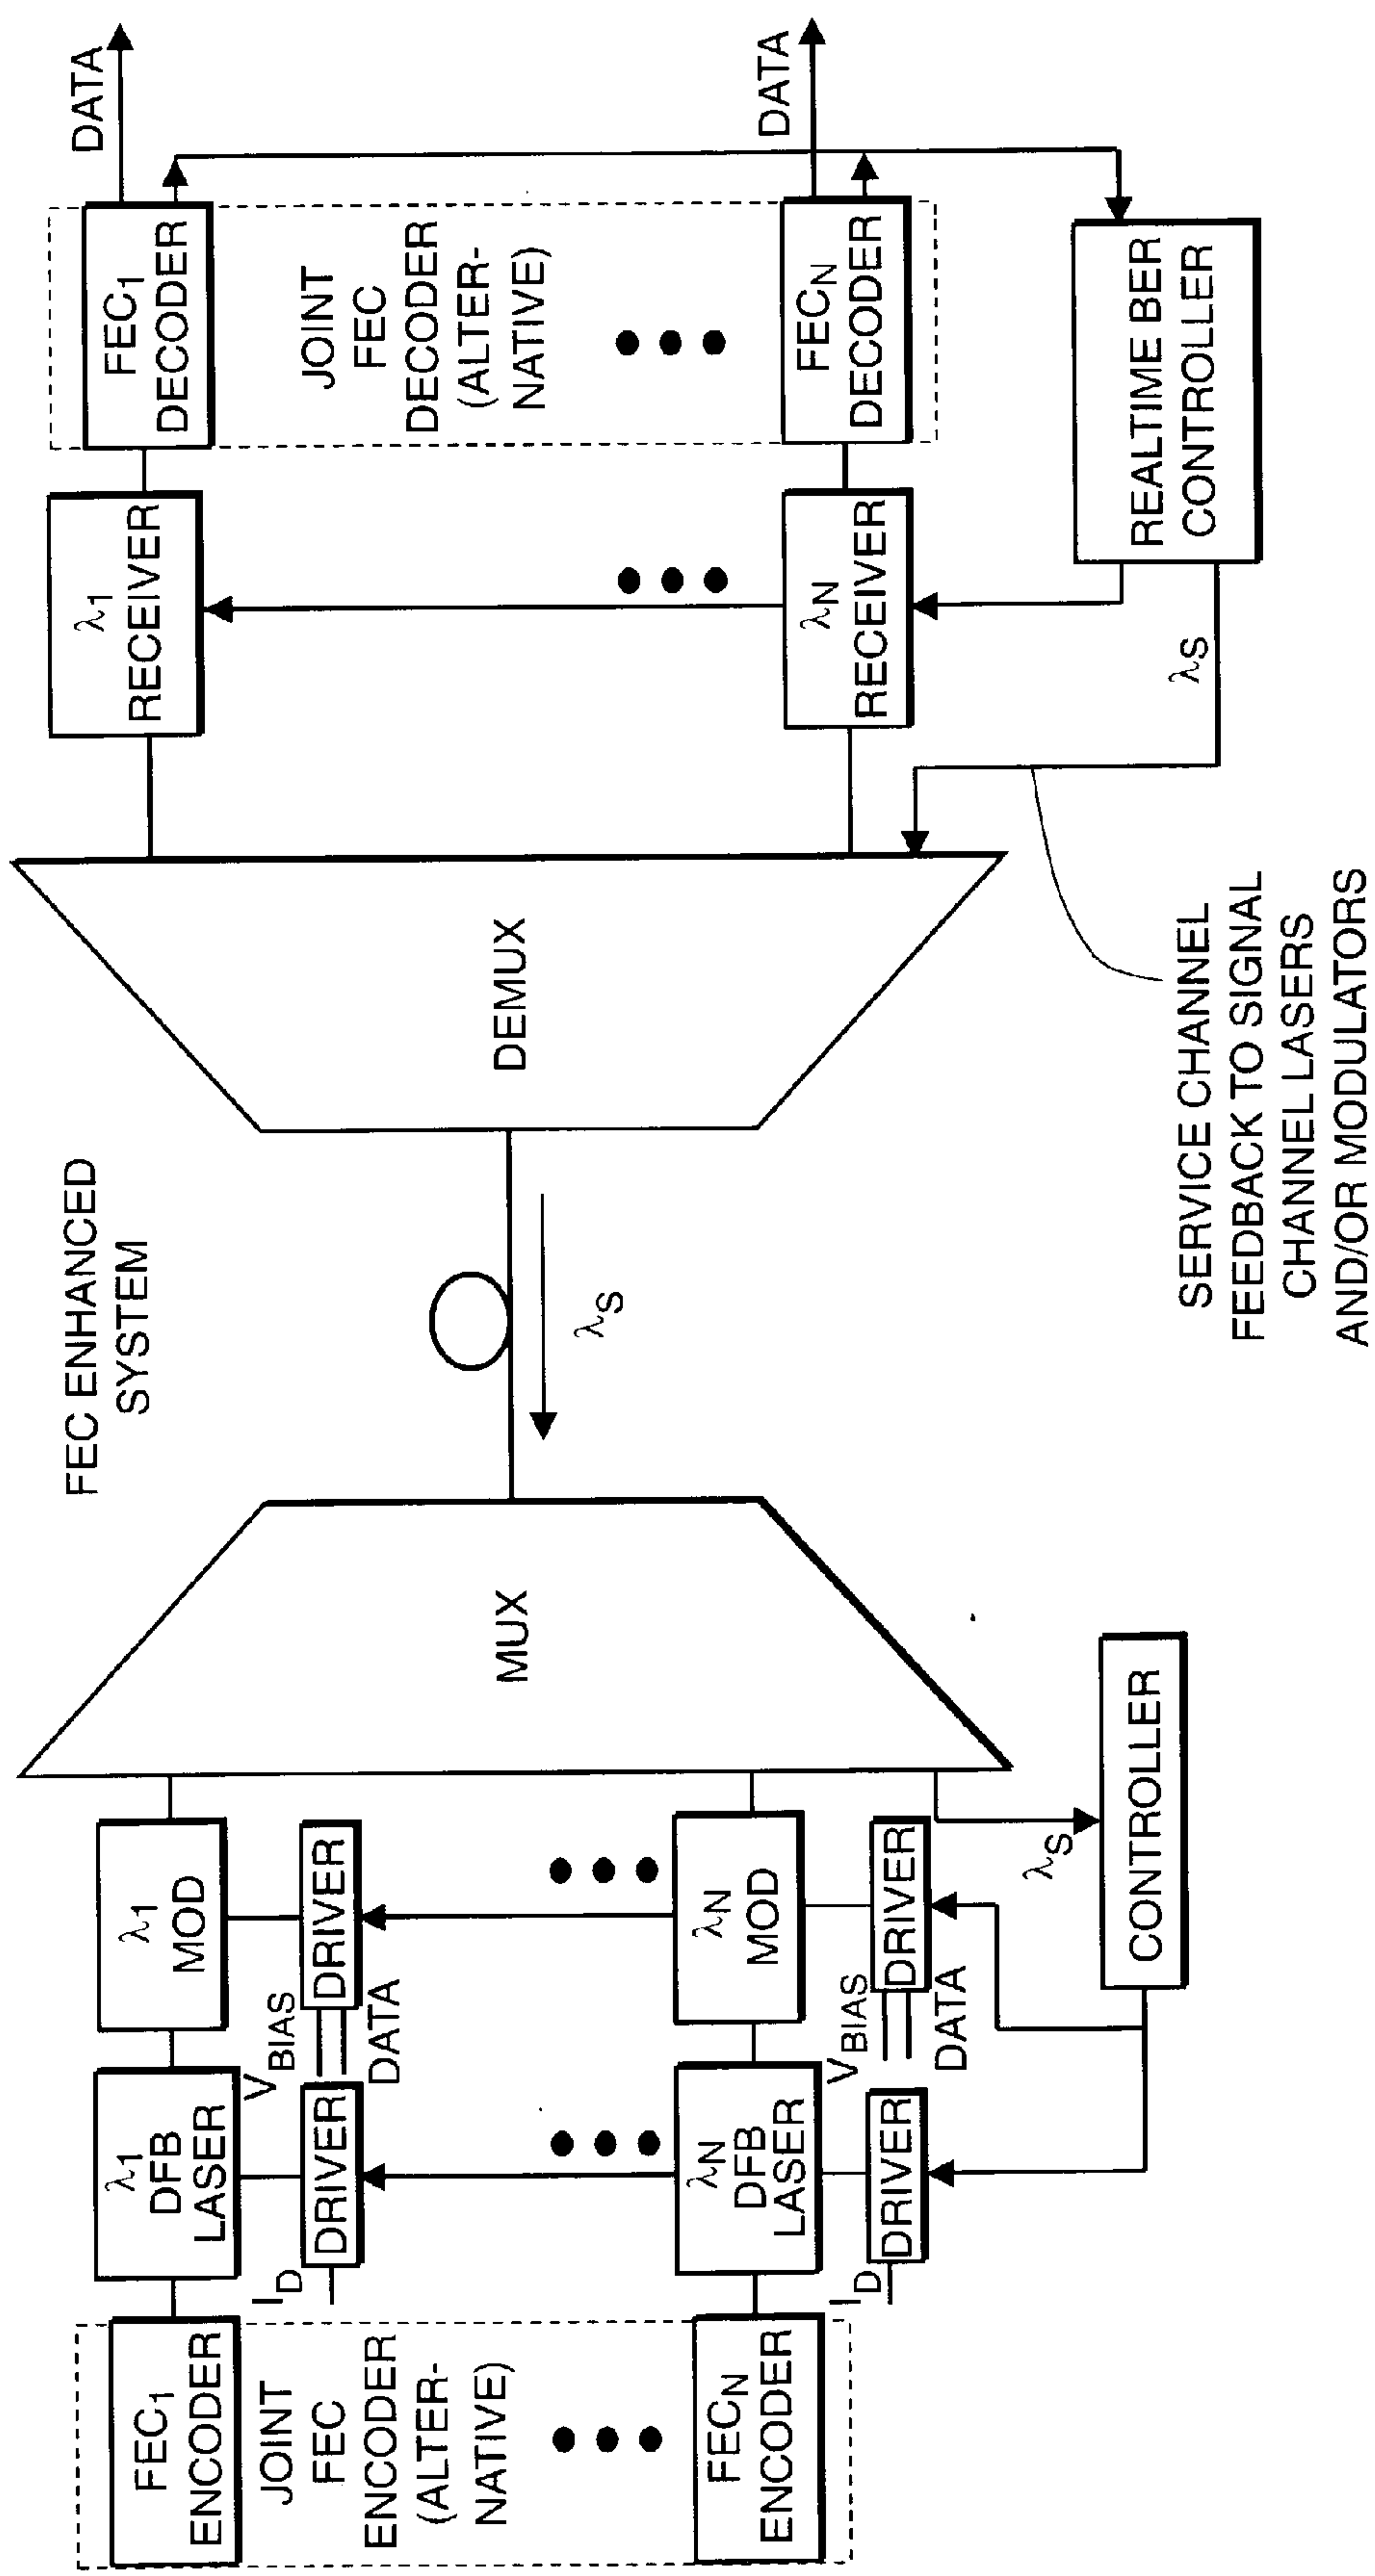 FEC ENHANCED
SYSTEM
FEC1
ENCODER
JOINT
FEC
ENCODER
(ALTER-
NATIVE)
FECN
ENCODER
λ1
DFB
LASER
ID
DRIVER
VBIAS
DATA
λ1
MOD
DRIVER
λN
DFB
LASER
ID
DRIVER
VBIAS
DATA
λN
MOD
DRIVER
λS
CONTROLLER
MUX
λS
DEMUX
λ1
RECEIVER
λN
RECEIVER
λS
SERVICE CHANNEL
FEEDBACK TO SIGNAL
CHANNEL LASERS
AND/OR MODULATORS
FEC1
DECODER
JOINT
FEC
DECODER
(ALTER-
NATIVE)
FECN
DECODER
REALTIME BER
CONTROLLER
DATA
DATA